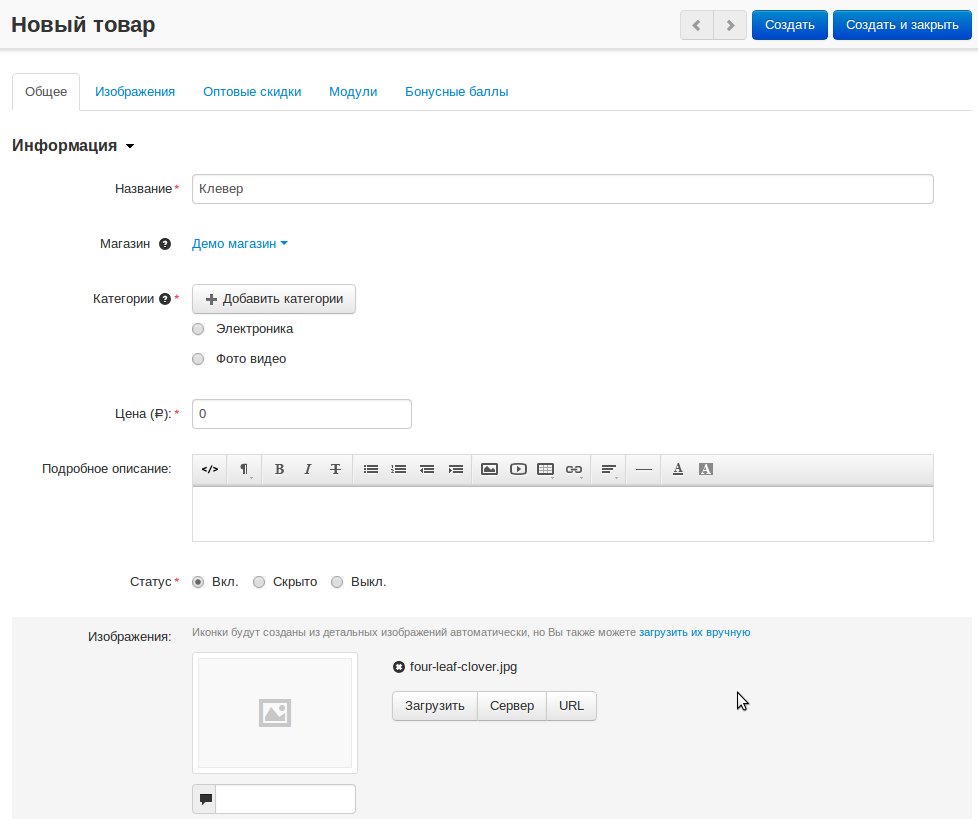 Новый товар
Создать
Создать и закрыть
Общее Изображения Оптовые скидки Модули Бонусные баллы
Информация
Название* Клевер
Магазин Демо магазин
Категории * Добавить категории
Электроника
Фото видео
Цена (₽): * 0
Подробное описание:
Статус* Вкл. Скрыто Выкл.
Изображения: Иконки будут созданы из детальных изображений автоматически, но Вы также можете загрузить их вручную
four-leaf-clover.jpg
Загрузить Сервер URL